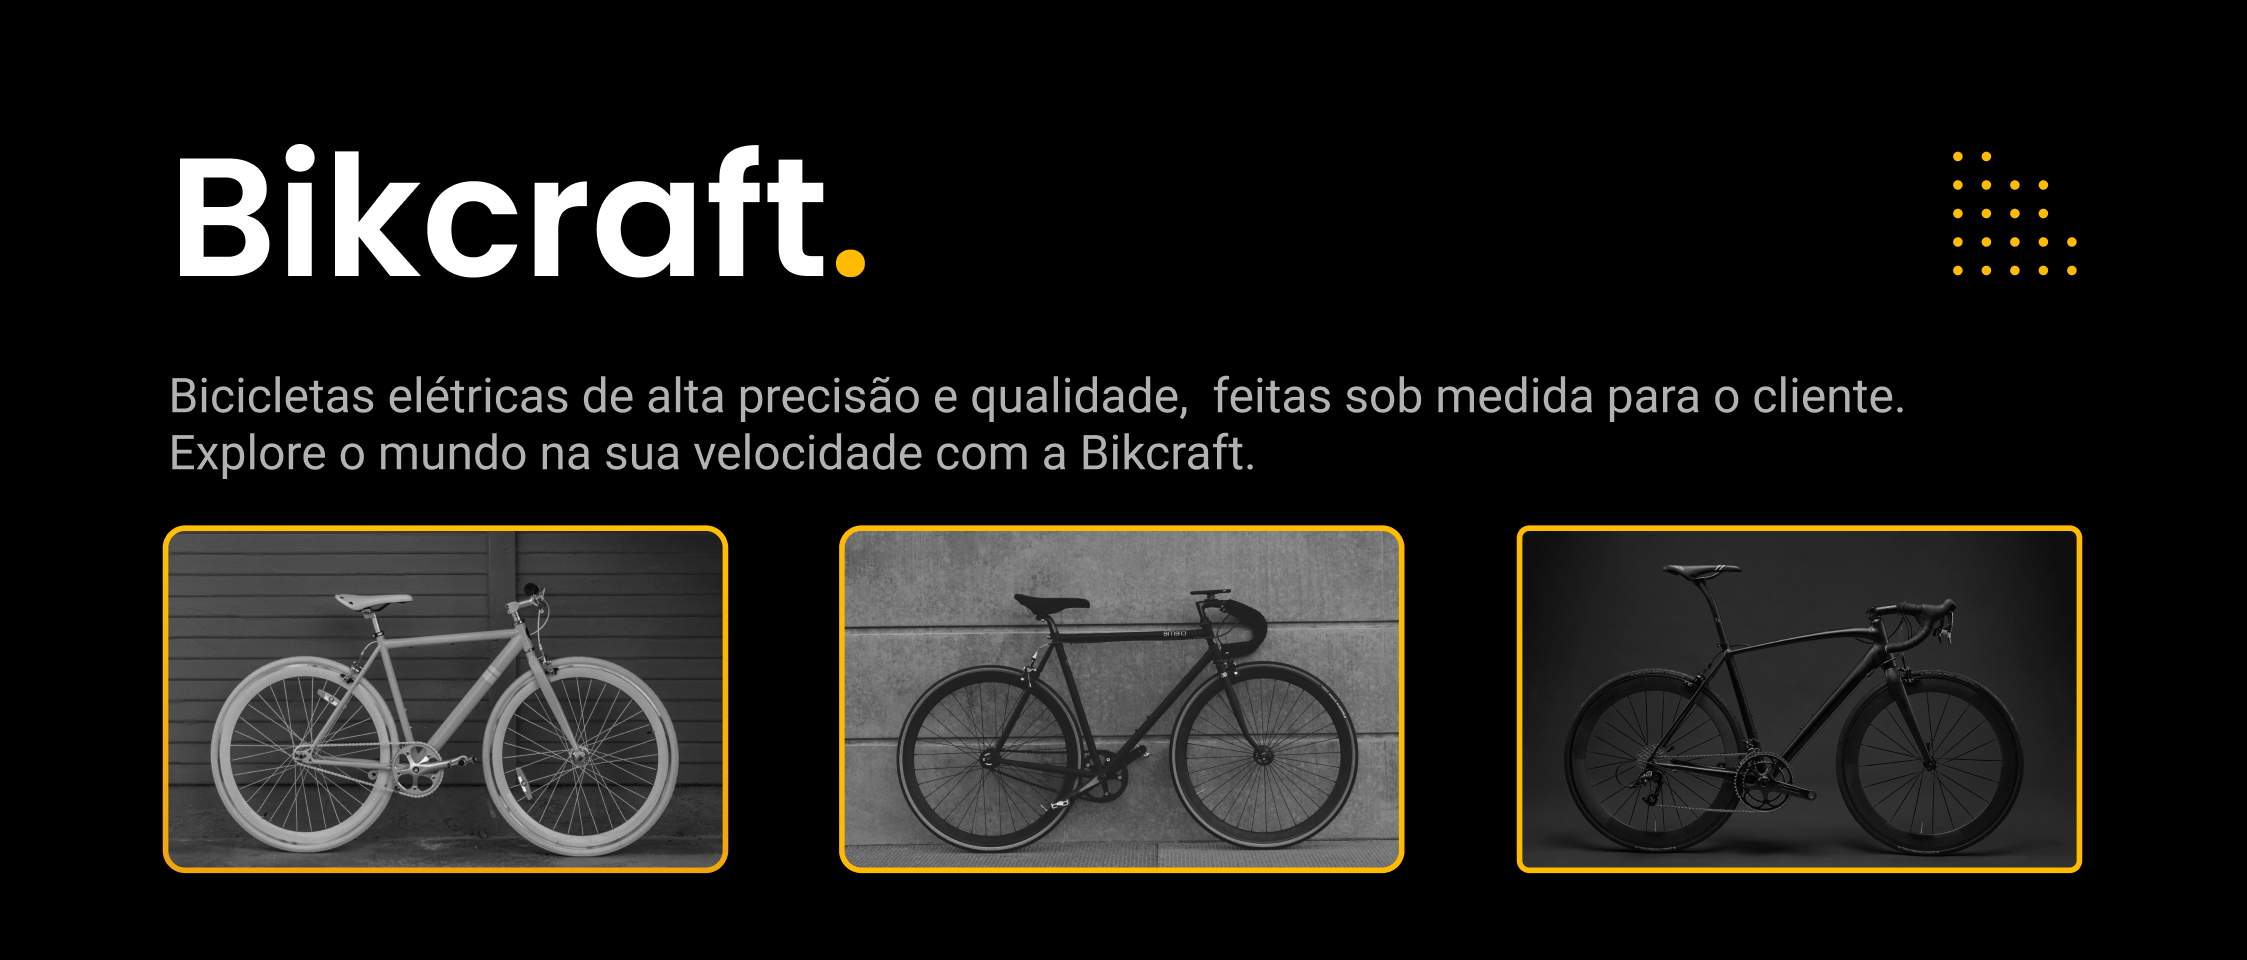 Bikcraft.
Bicicletas elétricas de alta precisão e qualidade,  feitas sob medida para o cliente.
Explore o mundo na sua velocidade com a Bikcraft.